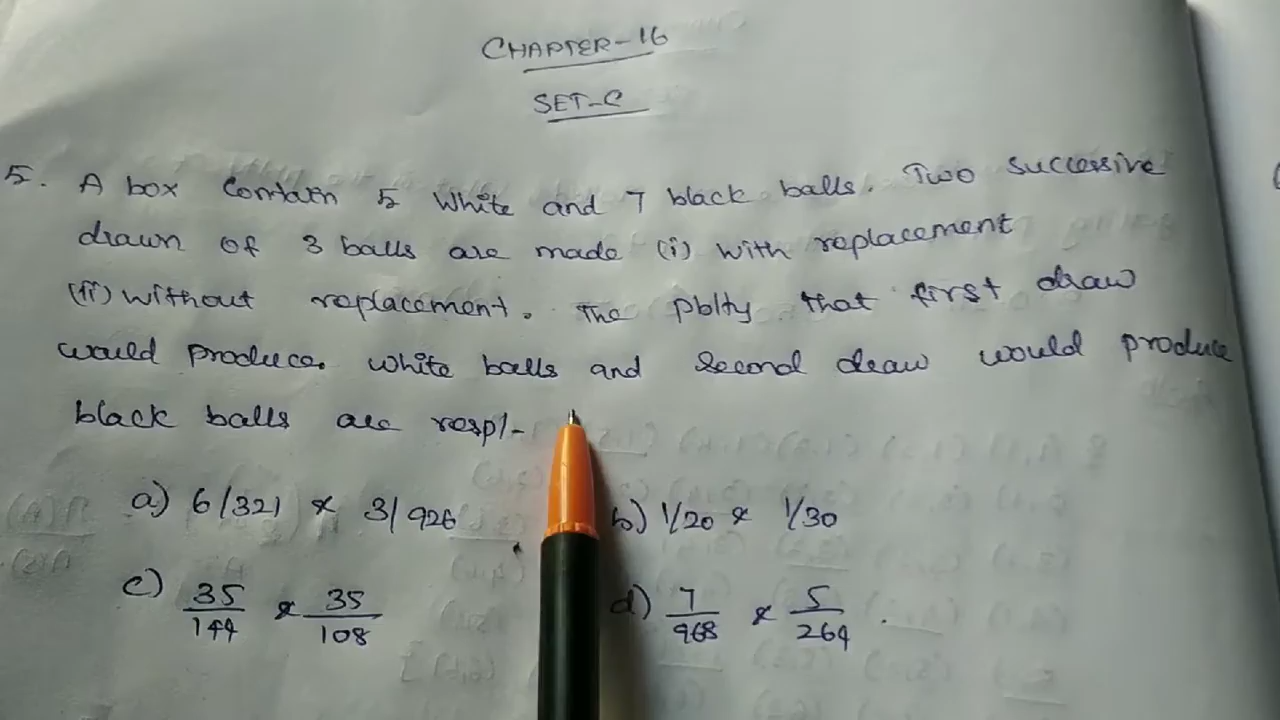 CHAPTER-16
SET-C
5. A box contain 5 White and 7 black balls. Two successive
drawn of 3 balls are made (i) with replacement
(ii) without replacement. The pblty that first draw
would produce. white balls and second draw would produce
black balls are resply-
a) 6/321 & 3/926 b) 1/20 & 1/30
c) 35/144 & 35/108 d) 7/968 & 5/264.